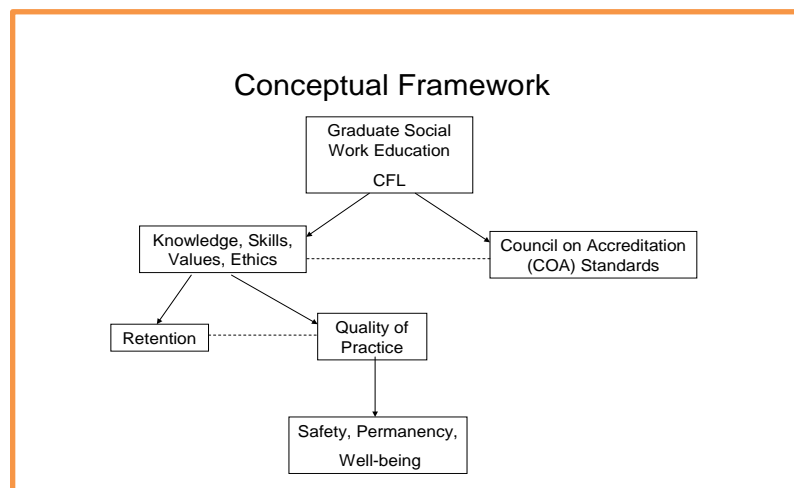 Conceptual Framework
Graduate Social
Work Education
CFL
Knowledge, Skills,
Values, Ethics
Council on Accreditation
(COA) Standards
Retention
Quality of
Practice
Safety, Permanency,
Well-being